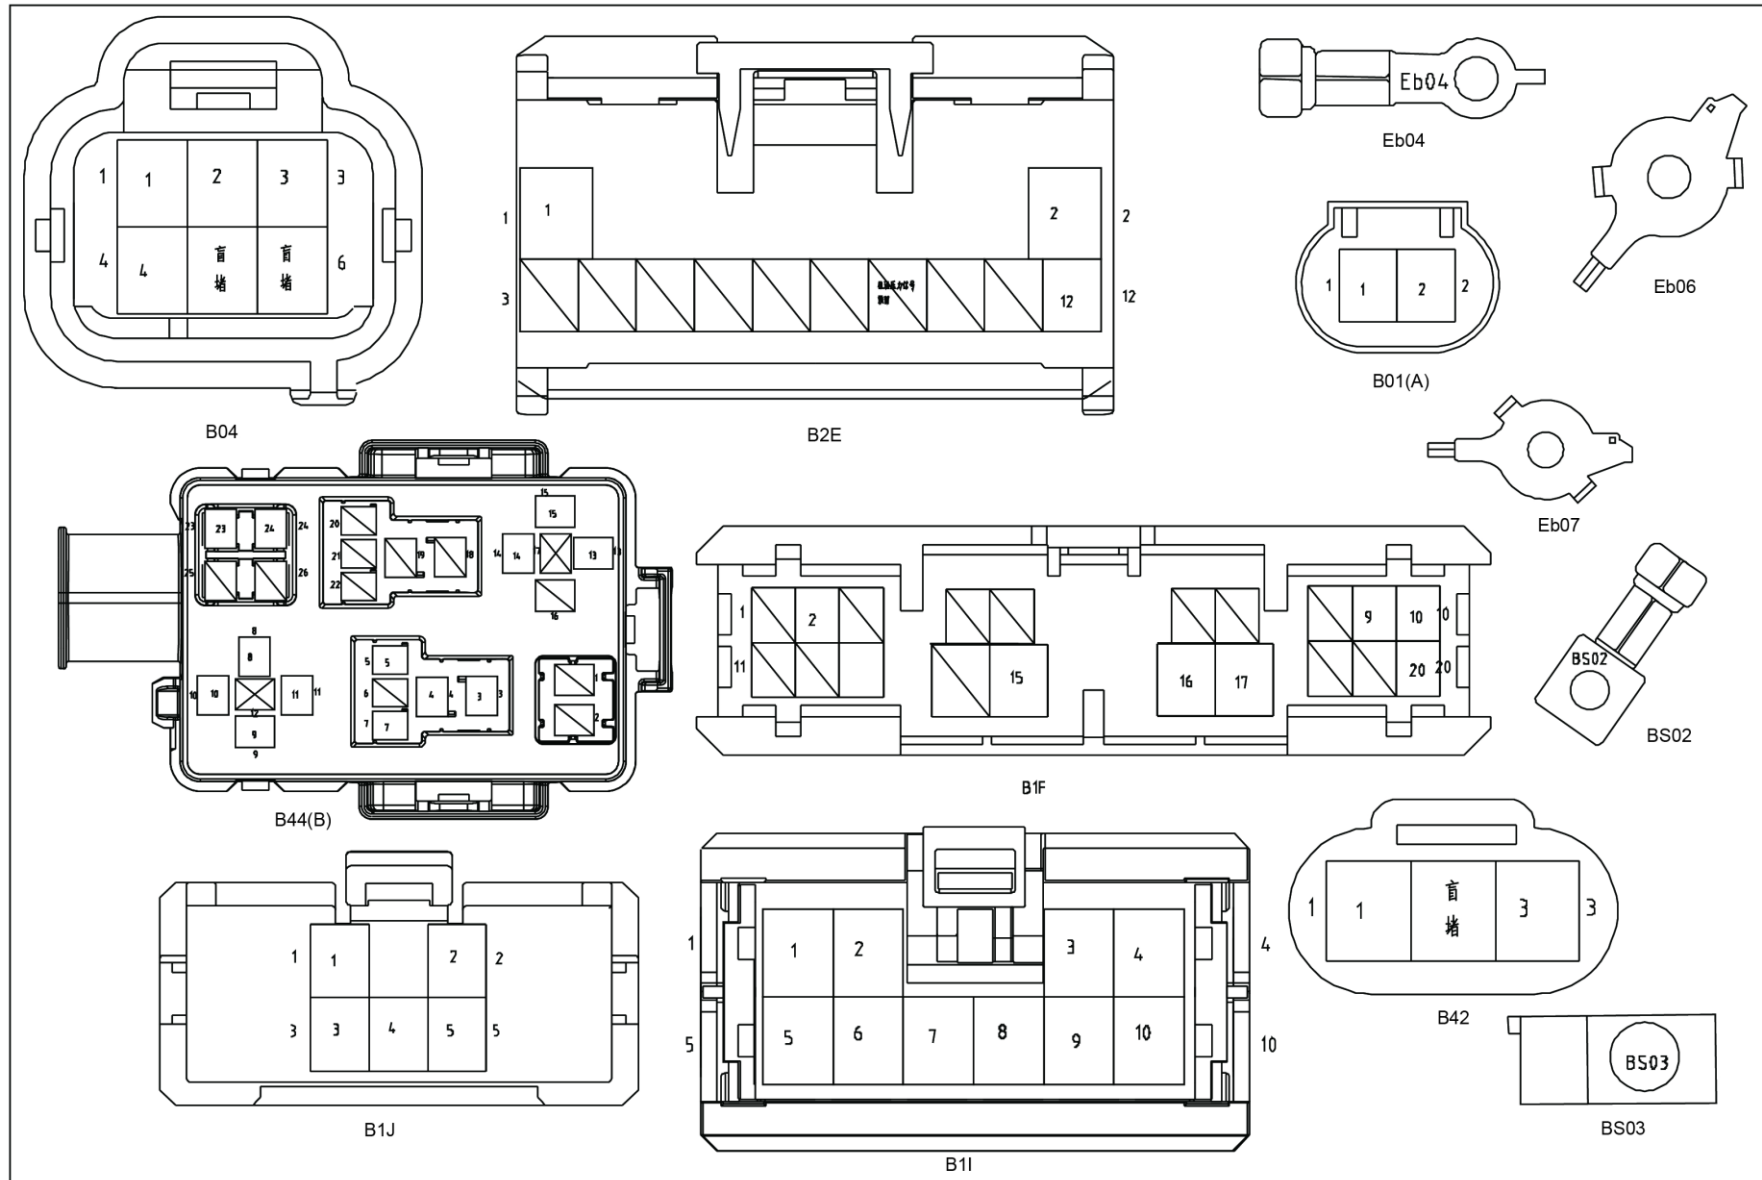 1 1 2 3 3
4 4 盲堵 盲堵 6
B04
1 1 2 2
3 12 12
B2E
Eb04
Eb04
Eb06
1 1 2 2
B01(A)
Eb07
BS02
BS02
23 23 24 24
25 26
20
21 19 18
22
15
15
14 14 17 13 13
16
8
8
10 10 11 11
12
9
9
5 5
6 4 4 3 3
7 7
1
2
B44(B)
1 2 9 10 10
11 15 16 17 20 20
B1F
1 1 2 2
3 3 4 5 5
B1J
1 1 2 3 4 4
5 5 6 7 8 9 10 10
B1I
1 1 盲堵 3 3
B42
BS03
BS03